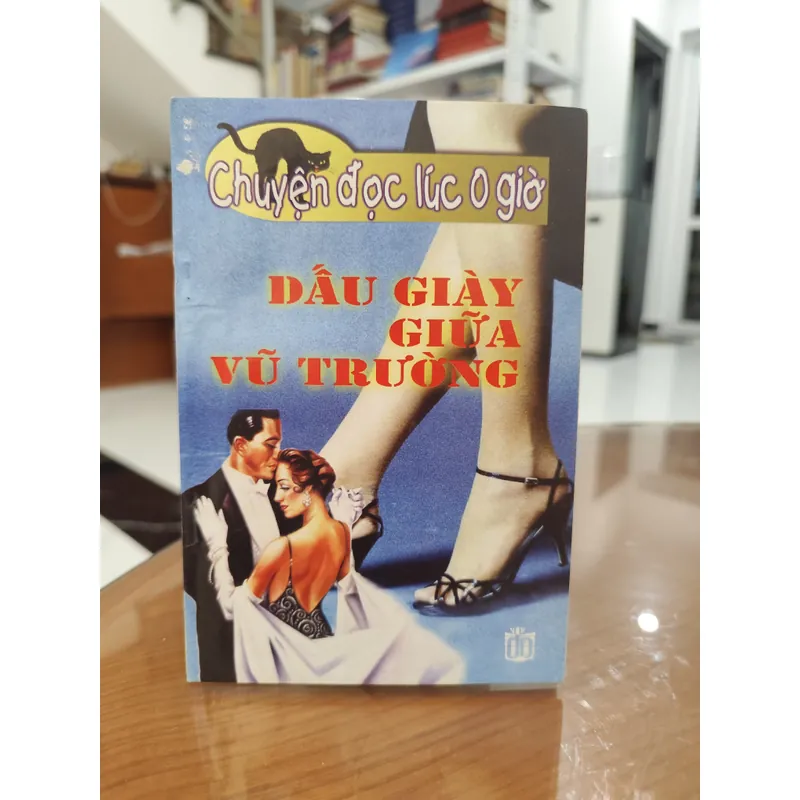 Chuyện đọc lúc 0 giờ
DẤU GIÀY
GIỮA
VŨ TRƯỜNG